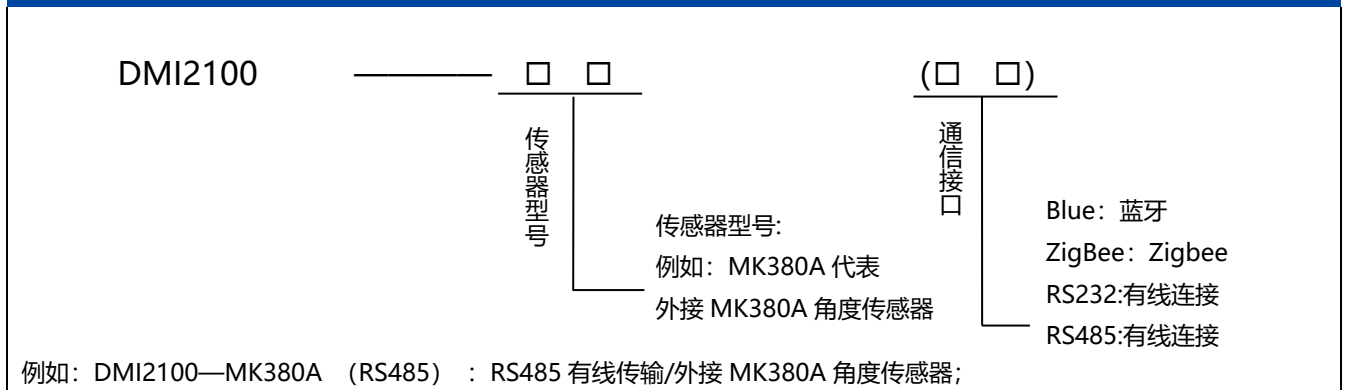 DMI2100 ———— □ □ (□ □)
传感器型号
通信接口
传感器型号:
例如：MK380A 代表
外接 MK380A 角度传感器
Blue：蓝牙
ZigBee：Zigbee
RS232:有线连接
RS485:有线连接
例如：DMI2100—MK380A （RS485）：RS485 有线传输/外接 MK380A 角度传感器；